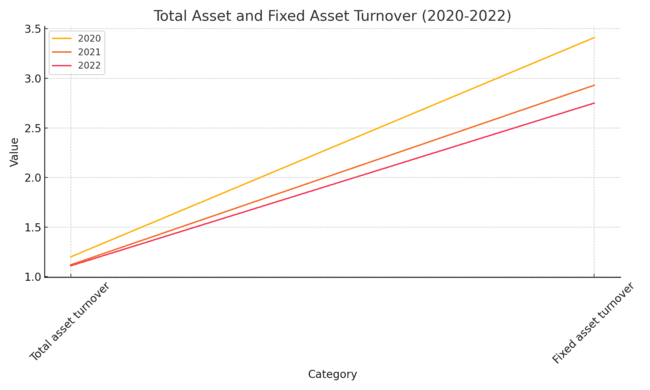 Total Asset and Fixed Asset Turnover (2020-2022)
3.5
2020
2021
2022
3.0
2.5
Value
2.0
1.5
1.0
Total asset turnover
Fixed asset turnover
Category